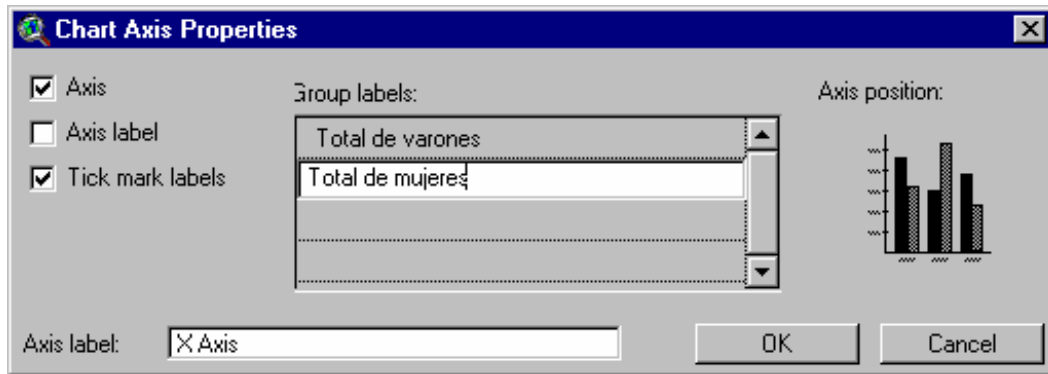 Chart Axis Properties
Axis
Axis label
Tick mark labels
Group labels:
Total de varones
Total de mujeres
Axis position:
Axis label:
X Axis
OK
Cancel